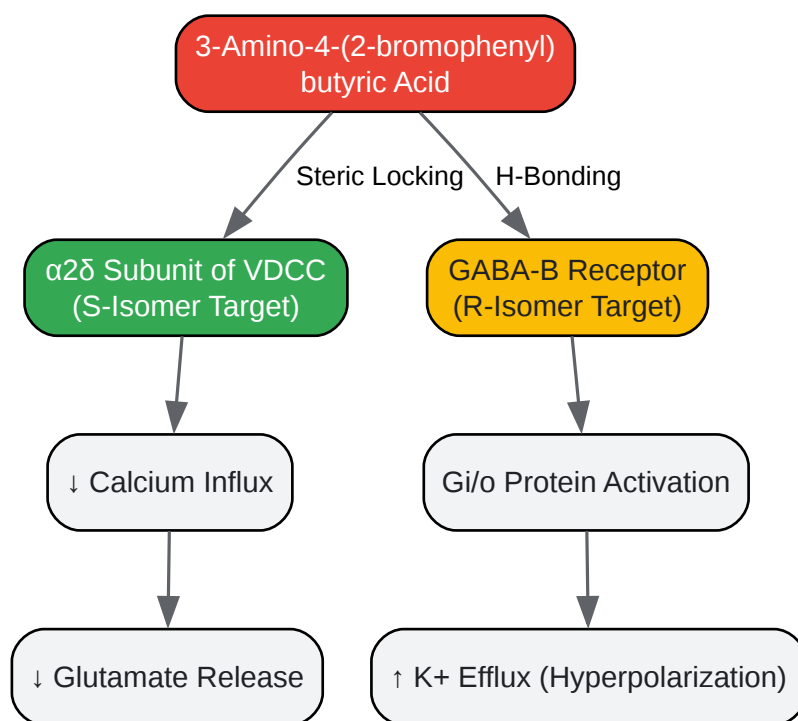 3-Amino-4-(2-bromophenyl)
butyric Acid
Steric Locking
H-Bonding
α2δ Subunit of VDCC
(S-Isomer Target)
GABA-B Receptor
(R-Isomer Target)
↓ Calcium Influx
Gi/o Protein Activation
↓ Glutamate Release
↑ K+ Efflux (Hyperpolarization)